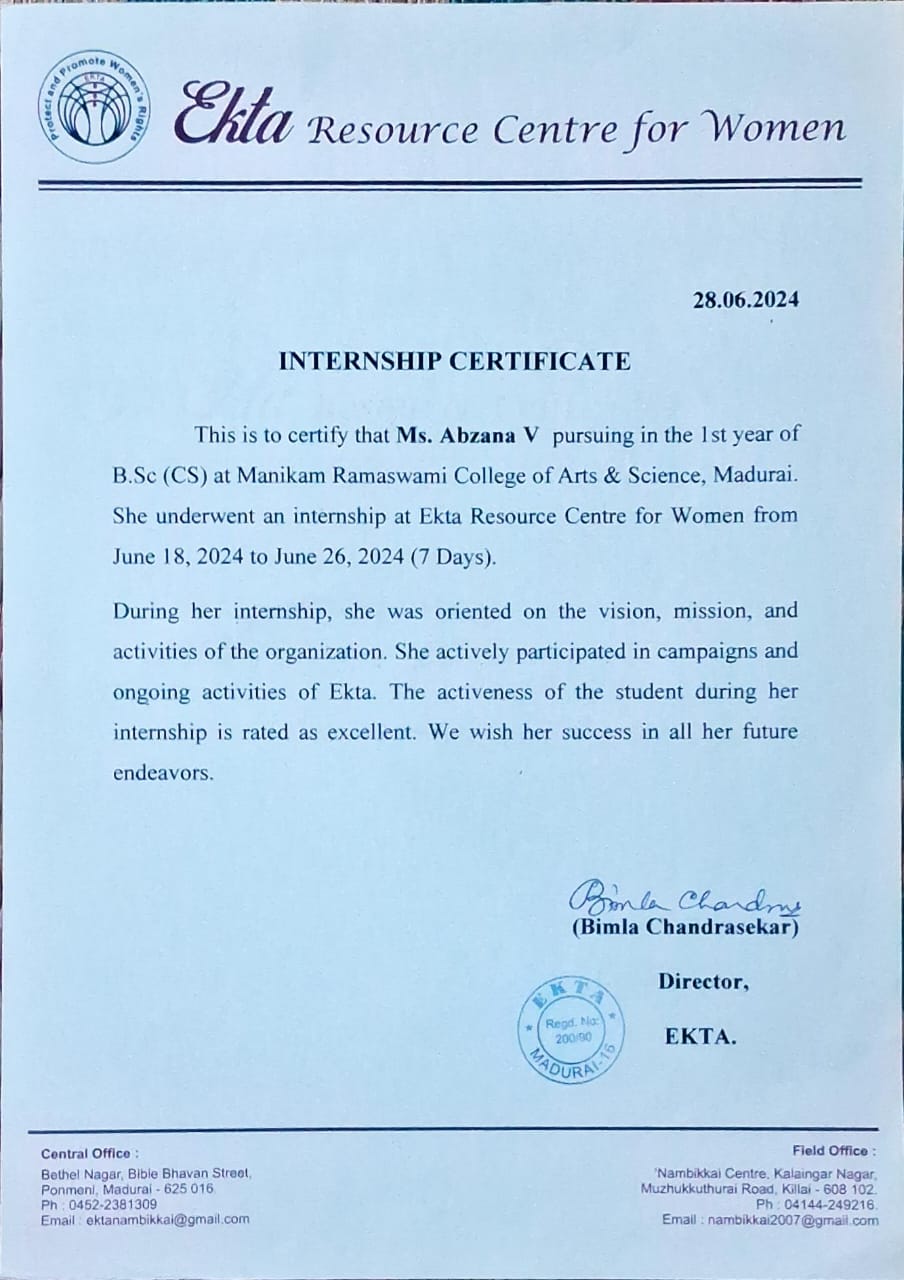 Protect and Promote Women's Rights
EKTA
Ekta Resource Centre for Women
28.06.2024
INTERNSHIP CERTIFICATE
This is to certify that Ms. Abzana V pursuing in the 1st year of
B.Sc (CS) at Manikam Ramaswami College of Arts & Science, Madurai.
She underwent an internship at Ekta Resource Centre for Women from
June 18, 2024 to June 26, 2024 (7 Days).
During her internship, she was oriented on the vision, mission, and
activities of the organization. She actively participated in campaigns and
ongoing activities of Ekta. The activeness of the student during her
internship is rated as excellent. We wish her success in all her future
endeavors.
Bimla Chandra
(Bimla Chandrasekar)
Director,
EKTA.
EKTA
Regd. No:
200/90
MADURAI-16
Central Office :
Bethel Nagar, Bible Bhavan Street,
Ponmeni, Madurai - 625 016.
Ph : 0452-2381309
Email : ektanambikkai@gmail.com
Field Office :
'Nambikkai Centre, Kalaingar Nagar,
Muzhukkuthurai Road, Killai - 608 102.
Ph : 04144-249216.
Email : nambikkai2007@gmail.com